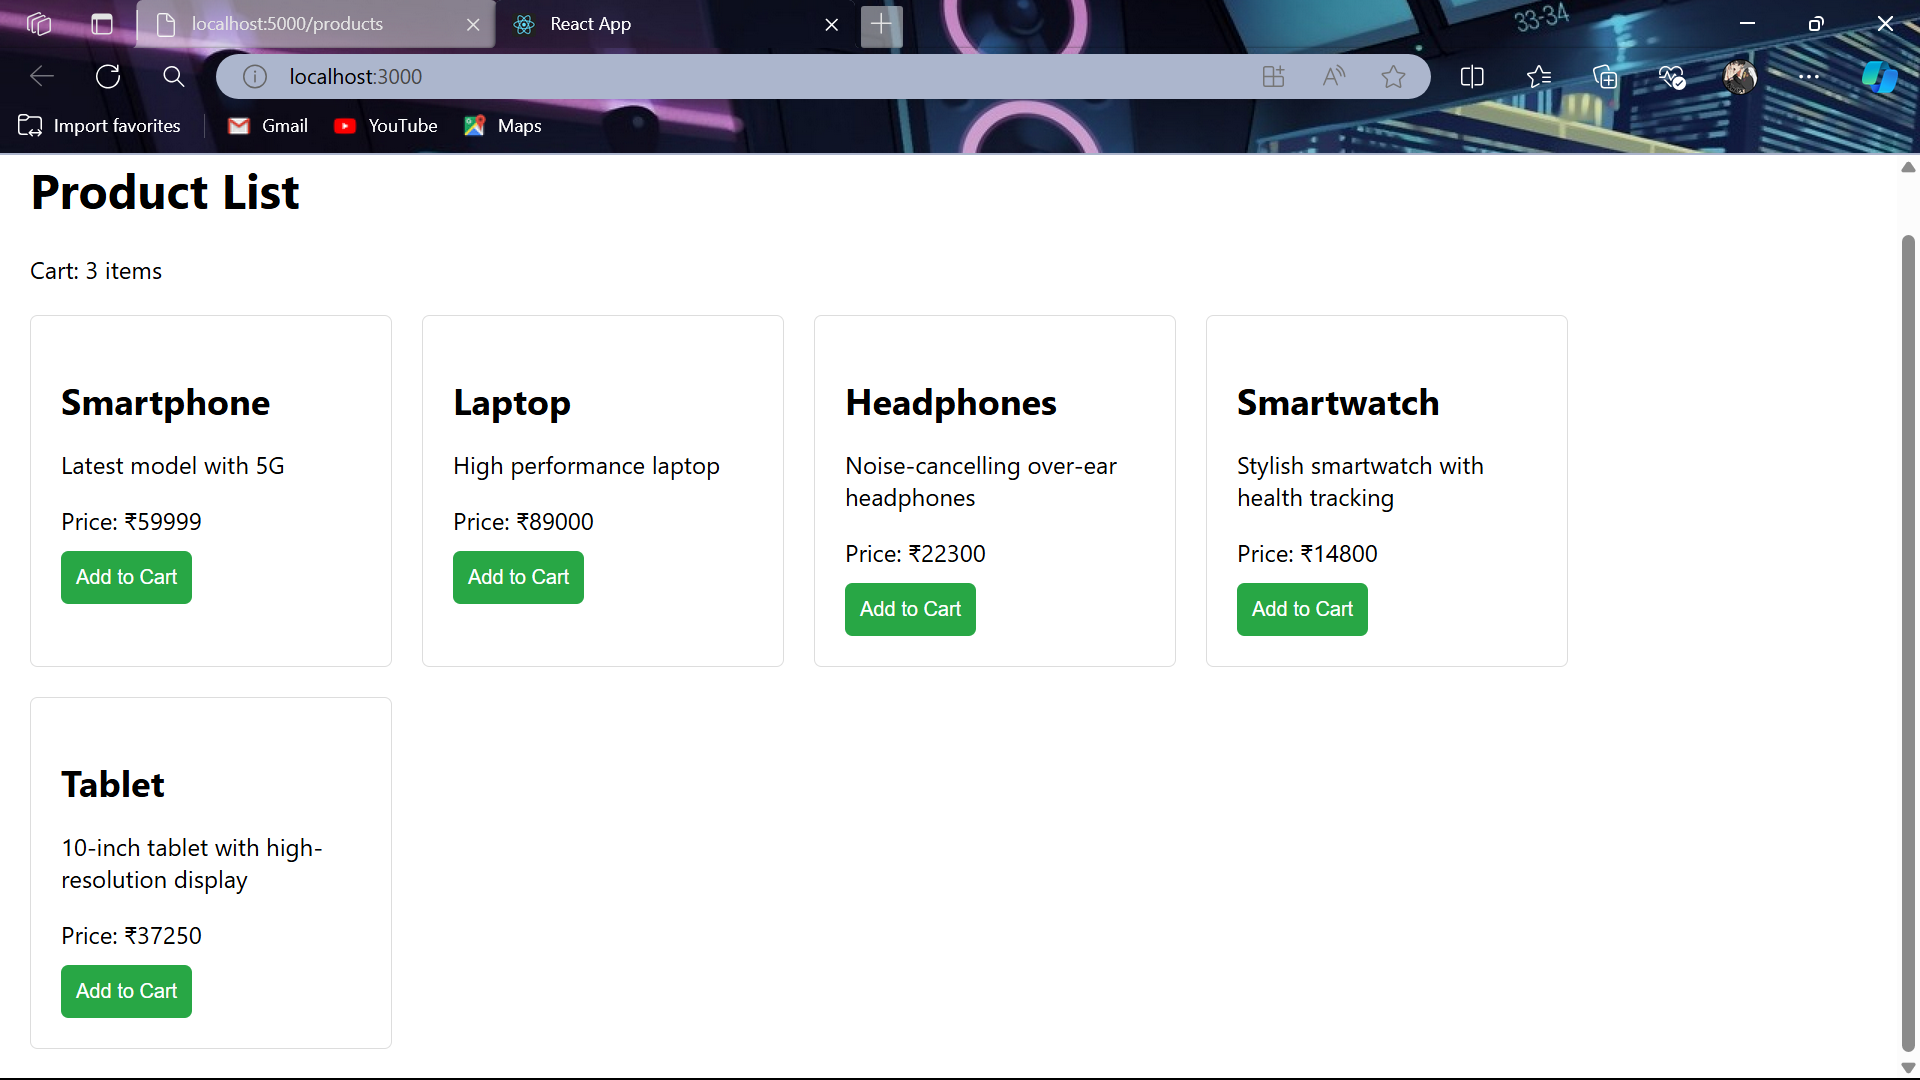 localhost:5000/products
React App
33-34
localhost:3000
Import favorites
Gmail
YouTube
Maps
Product List
Cart: 3 items
Smartphone
Latest model with 5G
Price: ₹59999
Add to Cart
Laptop
High performance laptop
Price: ₹89000
Add to Cart
Headphones
Noise-cancelling over-ear
headphones
Price: ₹22300
Add to Cart
Smartwatch
Stylish smartwatch with
health tracking
Price: ₹14800
Add to Cart
Tablet
10-inch tablet with high-
resolution display
Price: ₹37250
Add to Cart